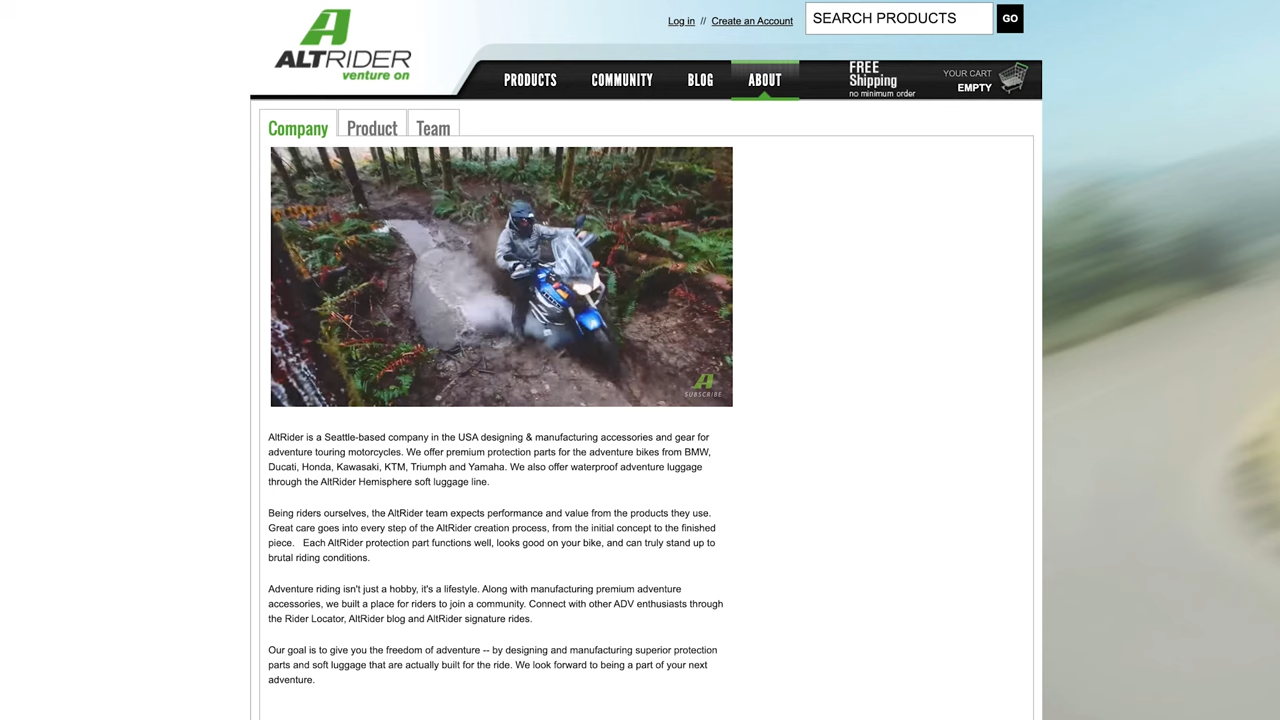 ALTRIDER
venture on
Log in // Create an Account
SEARCH PRODUCTS
GO
PRODUCTS
COMMUNITY
BLOG
ABOUT
FREE
Shipping
no minimum order
YOUR CART
EMPTY
Company
Product
Team
SUBSCRIBE
AltRider is a Seattle-based company in the USA designing & manufacturing accessories and gear for
adventure touring motorcycles. We offer premium protection parts for the adventure bikes from BMW,
Ducati, Honda, Kawasaki, KTM, Triumph and Yamaha. We also offer waterproof adventure luggage
through the AltRider Hemisphere soft luggage line.
Being riders ourselves, the AltRider team expects performance and value from the products they use.
Great care goes into every step of the AltRider creation process, from the initial concept to the finished
piece. Each AltRider protection part functions well, looks good on your bike, and can truly stand up to
brutal riding conditions.
Adventure riding isn't just a hobby, it's a lifestyle. Along with manufacturing premium adventure
accessories, we built a place for riders to join a community. Connect with other ADV enthusiasts through
the Rider Locator, AltRider blog and AltRider signature rides.
Our goal is to give you the freedom of adventure -- by designing and manufacturing superior protection
parts and soft luggage that are actually built for the ride. We look forward to being a part of your next
adventure.